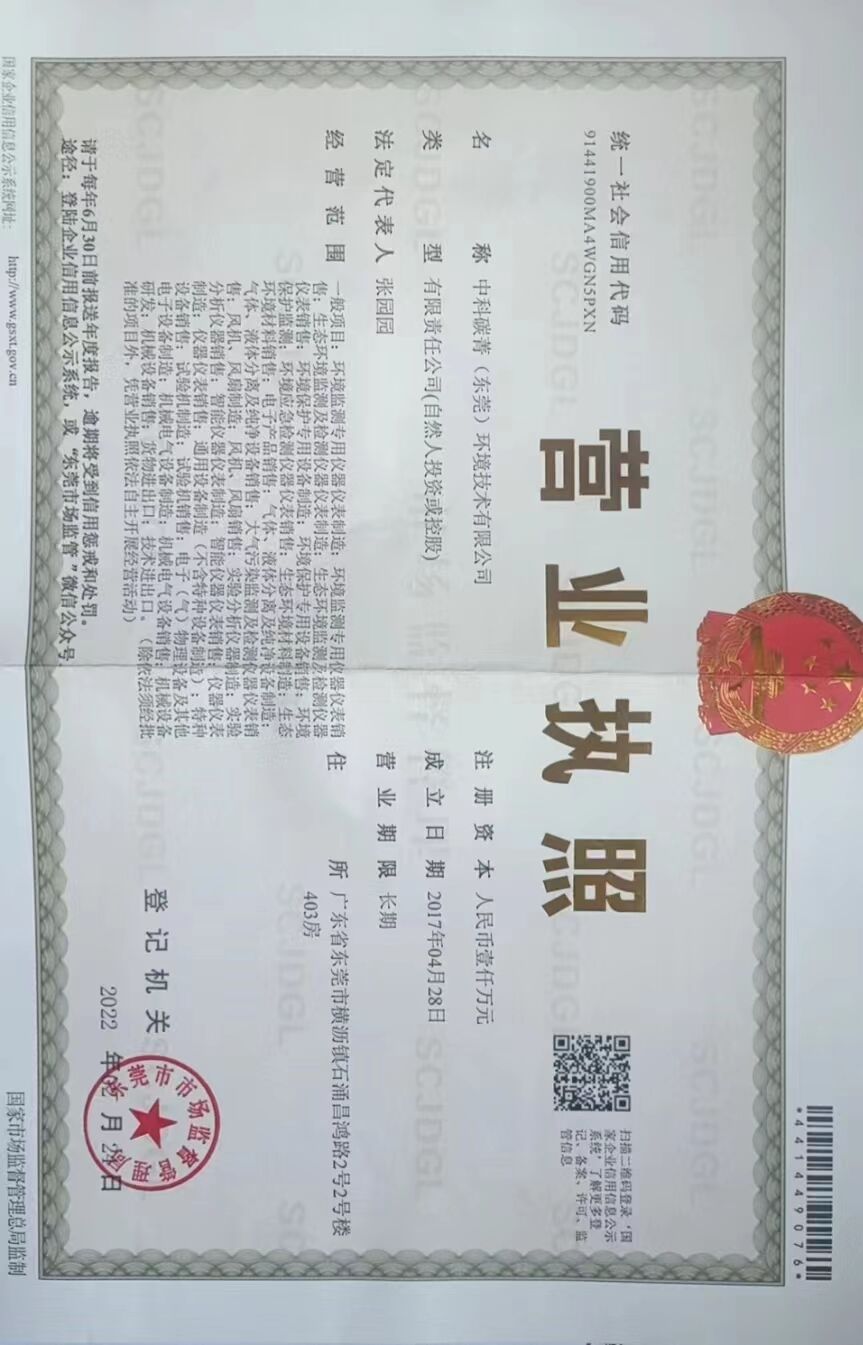 *441449076*
营业执照
统一社会信用代码
91441900MA4WGN5PXN
扫描二维码登录‘国
家企业信用信息公示
系统’了解更多登
记、备案、许可、监
管信息
名称 中科碳菁（东莞）环境技术有限公司
类型 有限责任公司(自然人投资或控股)
法定代表人 张园园
经营范围 一般项目：环境监测专用仪器仪表制造；环境监测专用仪器仪表销
售；生态环境监测及检测仪器仪表制造；生态环境监测及检测仪器
仪表销售；环境保护专用设备制造；环境保护专用设备销售；环境
保护监测；环境应急检测仪器仪表销售；生态环境材料制造；生态
环境材料销售；电子产品销售；气体、液体分离及纯净设备制造；
气体、液体分离及纯净设备销售；大气污染监测及检测仪器仪表销
售；风机、风扇制造；风机、风扇销售；实验分析仪器制造；实验
分析仪器销售；智能仪器仪表制造；智能仪器仪表销售；仪器仪表
制造；仪器仪表销售；通用设备制造（不含特种设备制造）；特种
设备销售；试验机制造；试验机销售；电子（气）物理设备及其他
电子设备制造；机械电气设备制造；机械电气设备销售；机械设备
研发；机械设备销售；货物进出口；技术进出口。（除依法须经批
准的项目外，凭营业执照依法自主开展经营活动）
注册资本 人民币壹仟万元
成立日期 2017年04月28日
营业期限 长期
住所 广东省东莞市横沥镇石涌昌鸿路2号2号楼
403房
登记机关
2022 年 月 日
东莞市市场监督管理局
请于每年6月30日前报送年度报告，逾期将受到信用惩戒和处罚。
途径：登陆企业信用信息公示系统，或“东莞市场监管”微信公众号。
国家企业信用信息公示系统网址： http://www.gsxt.gov.cn
国家市场监督管理总局监制